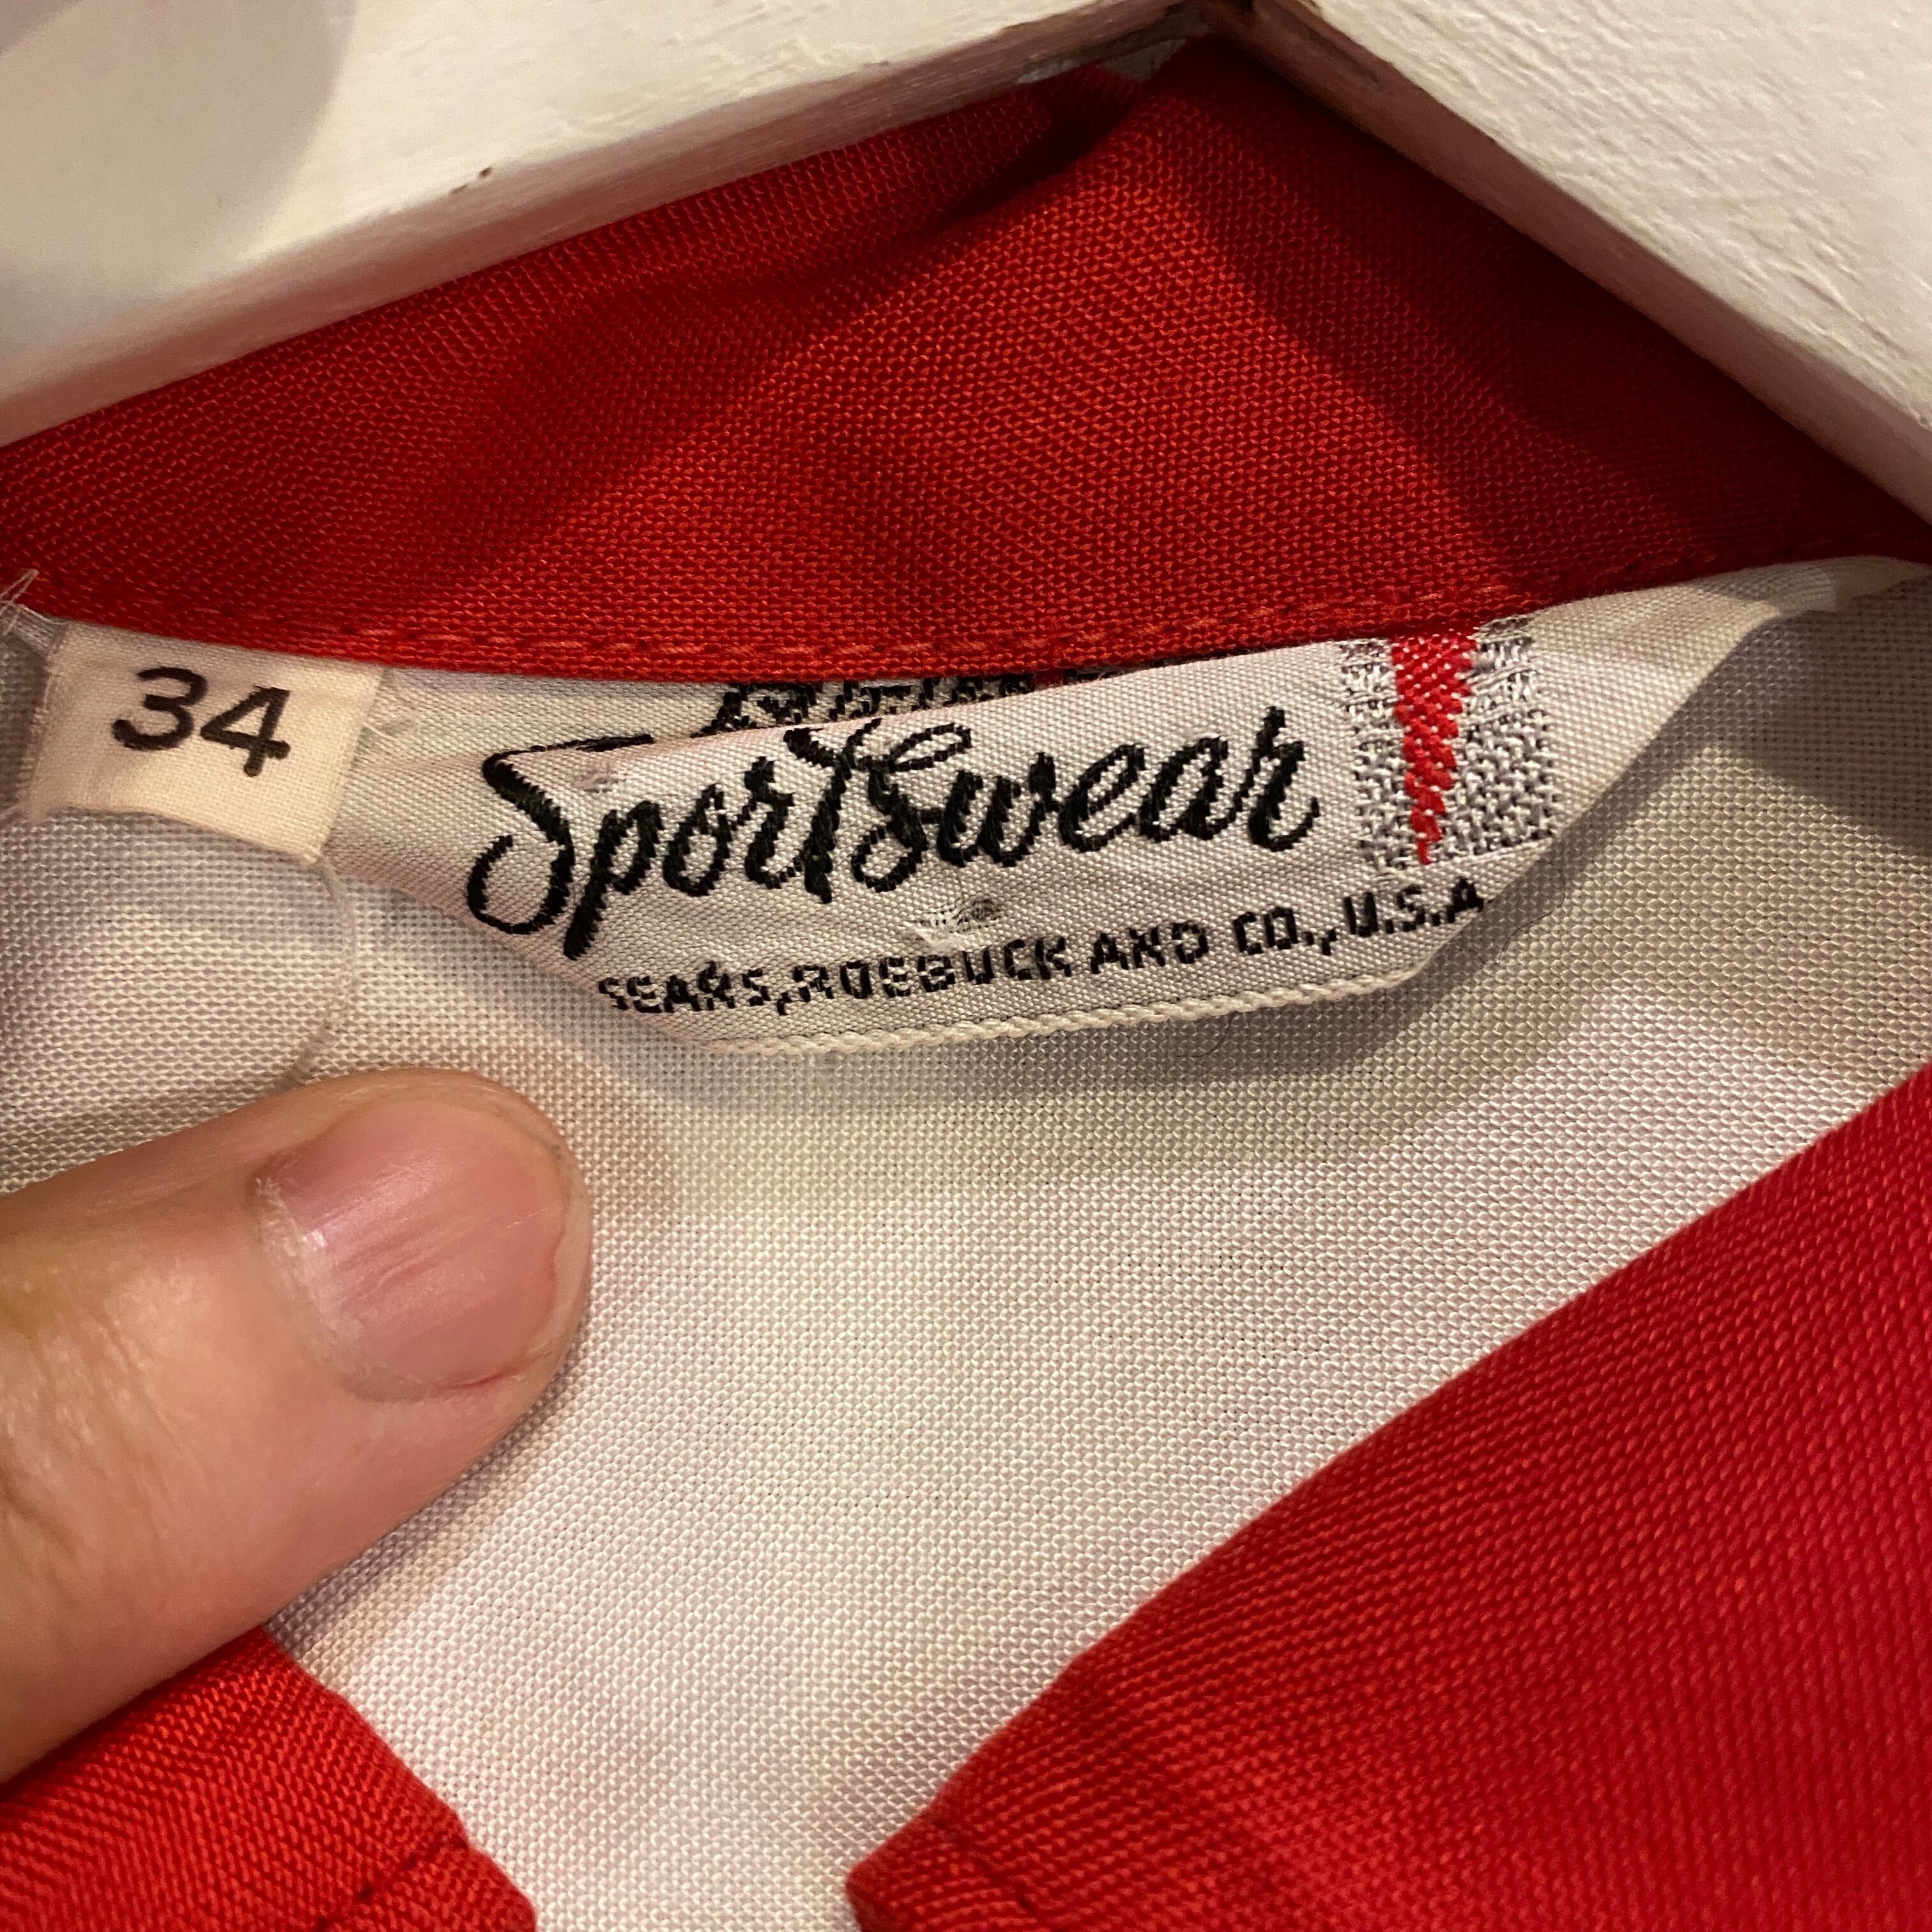 34
SportSwear
SEARS, ROEBUCK AND CO., U.S.A